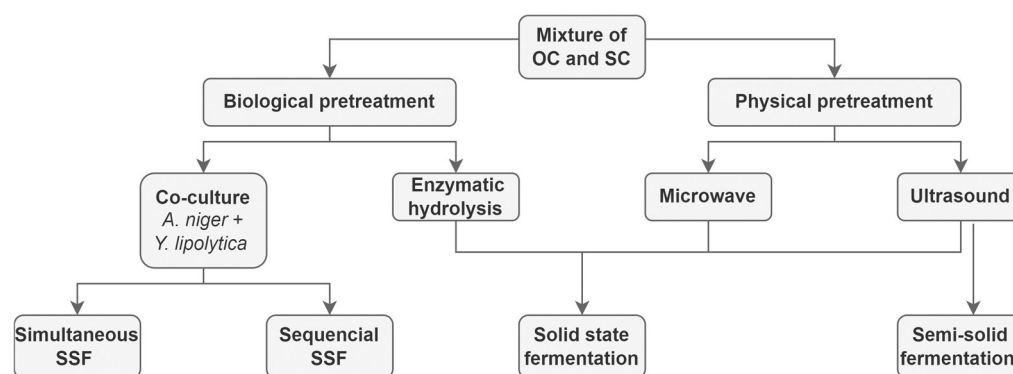 Mixture of
OC and SC
Biological pretreatment
Physical pretreatment
Co-culture
A. niger +
Y. lipolytica
Enzymatic
hydrolysis
Microwave
Ultrasound
Simultaneous
SSF
Sequencial
SSF
Solid state
fermentation
Semi-solid
fermentation